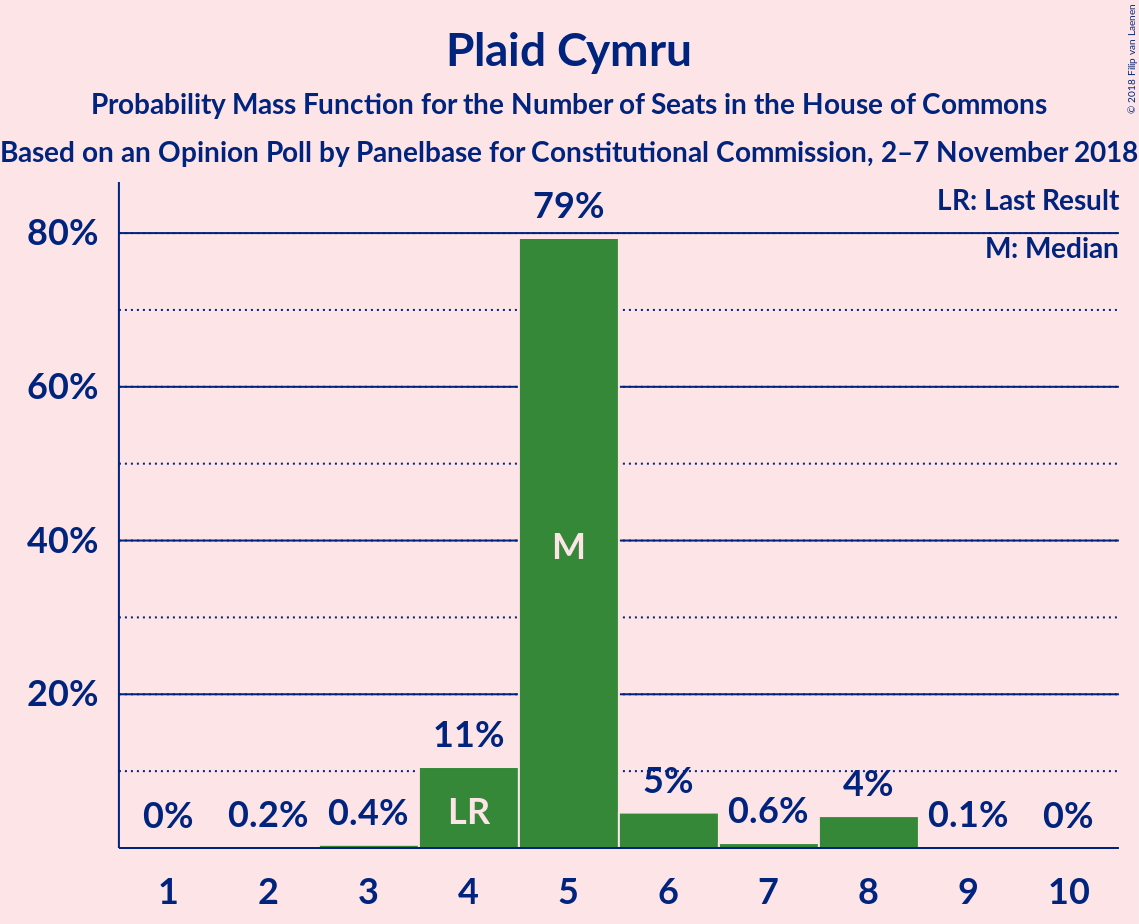 Plaid Cymru
Probability Mass Function for the Number of Seats in the House of Commons
Based on an Opinion Poll by Panelbase for Constitutional Commission, 2–7 November 2018
© 2018 Filip van Laenen
LR: Last Result
M: Median
80%
60%
40%
20%
0%
0.2%
0.4%
11%
79%
5%
0.6%
4%
0.1%
0%
LR
M
1 2 3 4 5 6 7 8 9 10